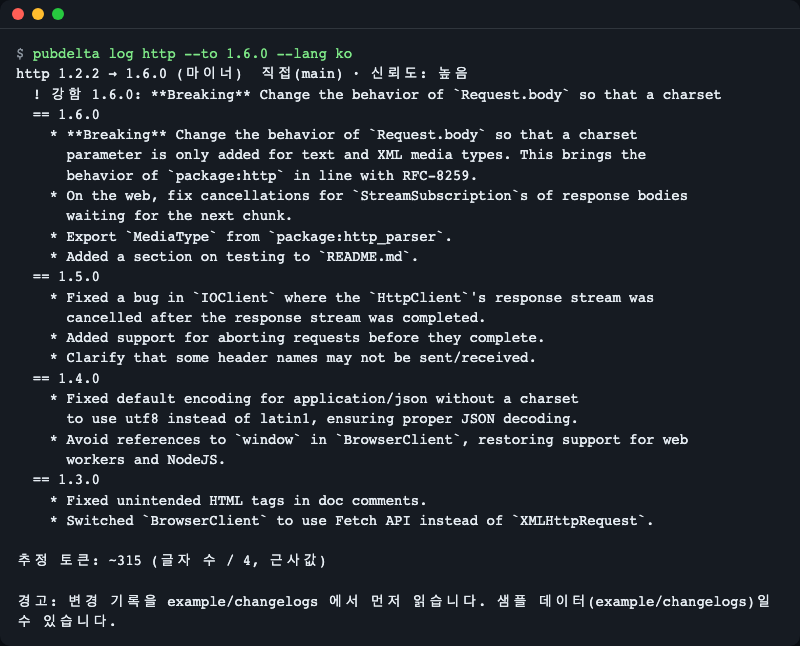 $ pubdelta log http --to 1.6.0 --lang ko
http 1.2.2 → 1.6.0 (마이너)  직접(main) · 신뢰도: 높음
  ! 강함 1.6.0: **Breaking** Change the behavior of `Request.body` so that a charset
  == 1.6.0
    * **Breaking** Change the behavior of `Request.body` so that a charset
      parameter is only added for text and XML media types. This brings the
      behavior of `package:http` in line with RFC-8259.
    * On the web, fix cancellations for `StreamSubscription`s of response bodies
      waiting for the next chunk.
    * Export `MediaType` from `package:http_parser`.
    * Added a section on testing to `README.md`.
  == 1.5.0
    * Fixed a bug in `IOClient` where the `HttpClient`'s response stream was
      cancelled after the response stream was completed.
    * Added support for aborting requests before they complete.
    * Clarify that some header names may not be sent/received.
  == 1.4.0
    * Fixed default encoding for application/json without a charset
      to use utf8 instead of latin1, ensuring proper JSON decoding.
    * Avoid references to `window` in `BrowserClient`, restoring support for web
      workers and NodeJS.
  == 1.3.0
    * Fixed unintended HTML tags in doc comments.
    * Switched `BrowserClient` to use Fetch API instead of `XMLHttpRequest`.
추정 토큰: ~315 (글자 수 / 4, 근사값)
경고: 변경 기록을 example/changelogs 에서 먼저 읽습니다. 샘플 데이터(example/changelogs)일
수 있습니다.